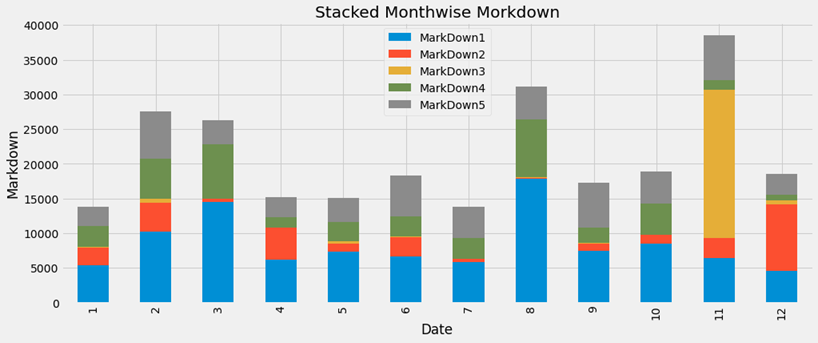 Stacked Monthwise Morkdown
40000
35000
30000
25000
20000
15000
10000
5000
0
Markdown
MarkDown1
MarkDown2
MarkDown3
MarkDown4
MarkDown5
1 2 3 4 5 6 7 8 9 10 11 12
Date